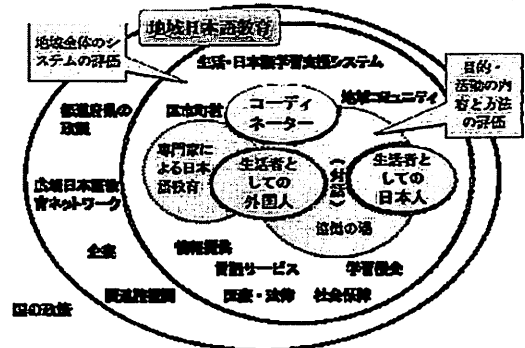 地域日本語教育
地域全体のシ
ステムの評価
生活・日本語学習支援システム
目的・
活動の内
容と方法
の評価
都道府県の
政策
区市町村
コーディ
ネーター
地域コミュニティ
専門家に
よる日本
語教育
生活者と
しての
外国人
(対話)
生活者と
しての
日本人
協働の場
広域日本語教
育ネットワーク
企業
情報提供
言語サービス
学習機会
関連諸機関
医療・法律
社会保障
国の政策